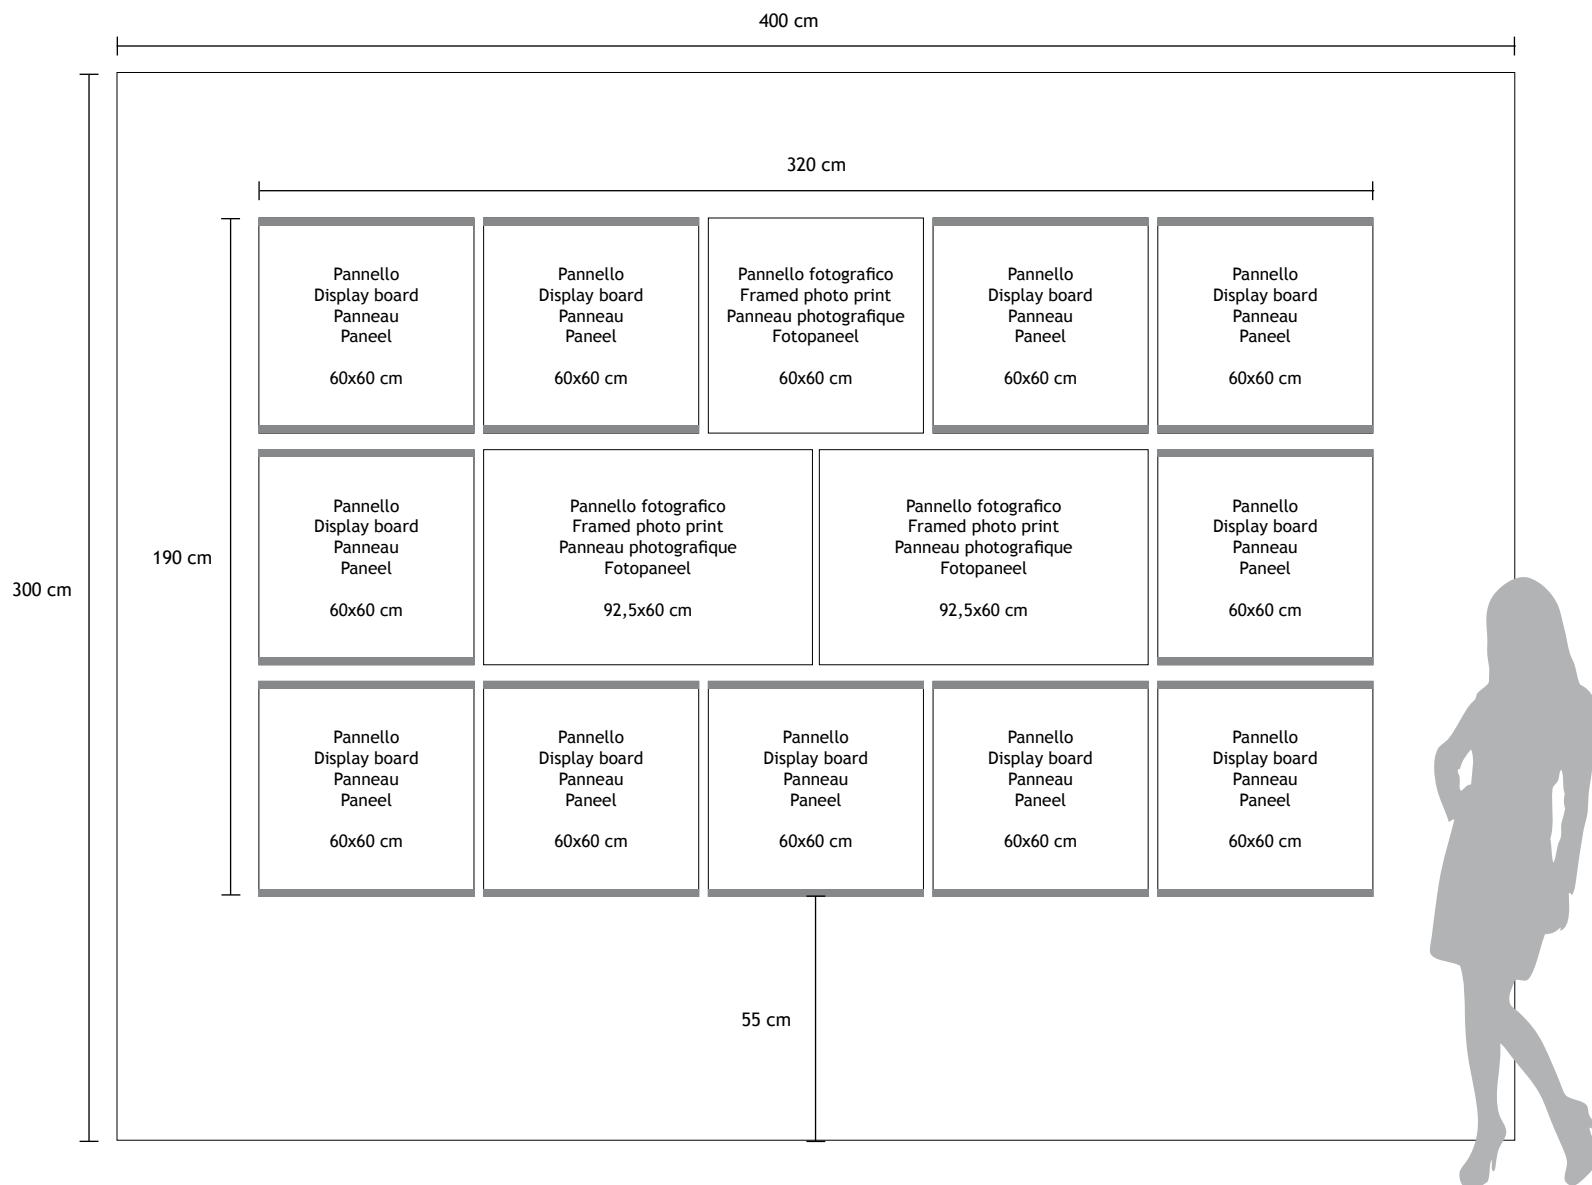 400 cm
320 cm
Pannello
Display board
Panneau
Paneel
60x60 cm
Pannello
Display board
Panneau
Paneel
60x60 cm
Pannello fotografico
Framed photo print
Panneau photografique
Fotopaneel
60x60 cm
Pannello
Display board
Panneau
Paneel
60x60 cm
Pannello
Display board
Panneau
Paneel
60x60 cm
190 cm
300 cm
Pannello
Display board
Panneau
Paneel
60x60 cm
Pannello fotografico
Framed photo print
Panneau photografique
Fotopaneel
92,5x60 cm
Pannello fotografico
Framed photo print
Panneau photografique
Fotopaneel
92,5x60 cm
Pannello
Display board
Panneau
Paneel
60x60 cm
Pannello
Display board
Panneau
Paneel
60x60 cm
Pannello
Display board
Panneau
Paneel
60x60 cm
Pannello
Display board
Panneau
Paneel
60x60 cm
Pannello
Display board
Panneau
Paneel
60x60 cm
Pannello
Display board
Panneau
Paneel
60x60 cm
55 cm